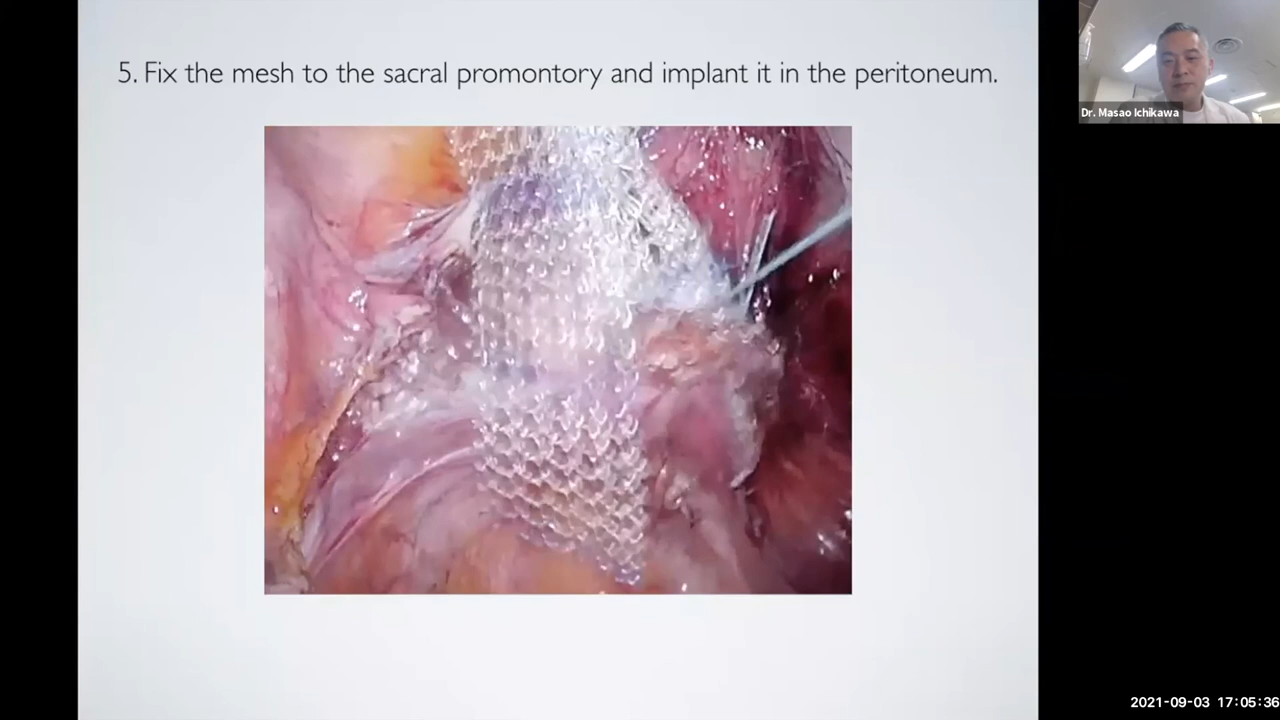 5. Fix the mesh to the sacral promontory and implant it in the peritoneum.
Dr. Masao Ichikawa
2021-09-03 17:05:36